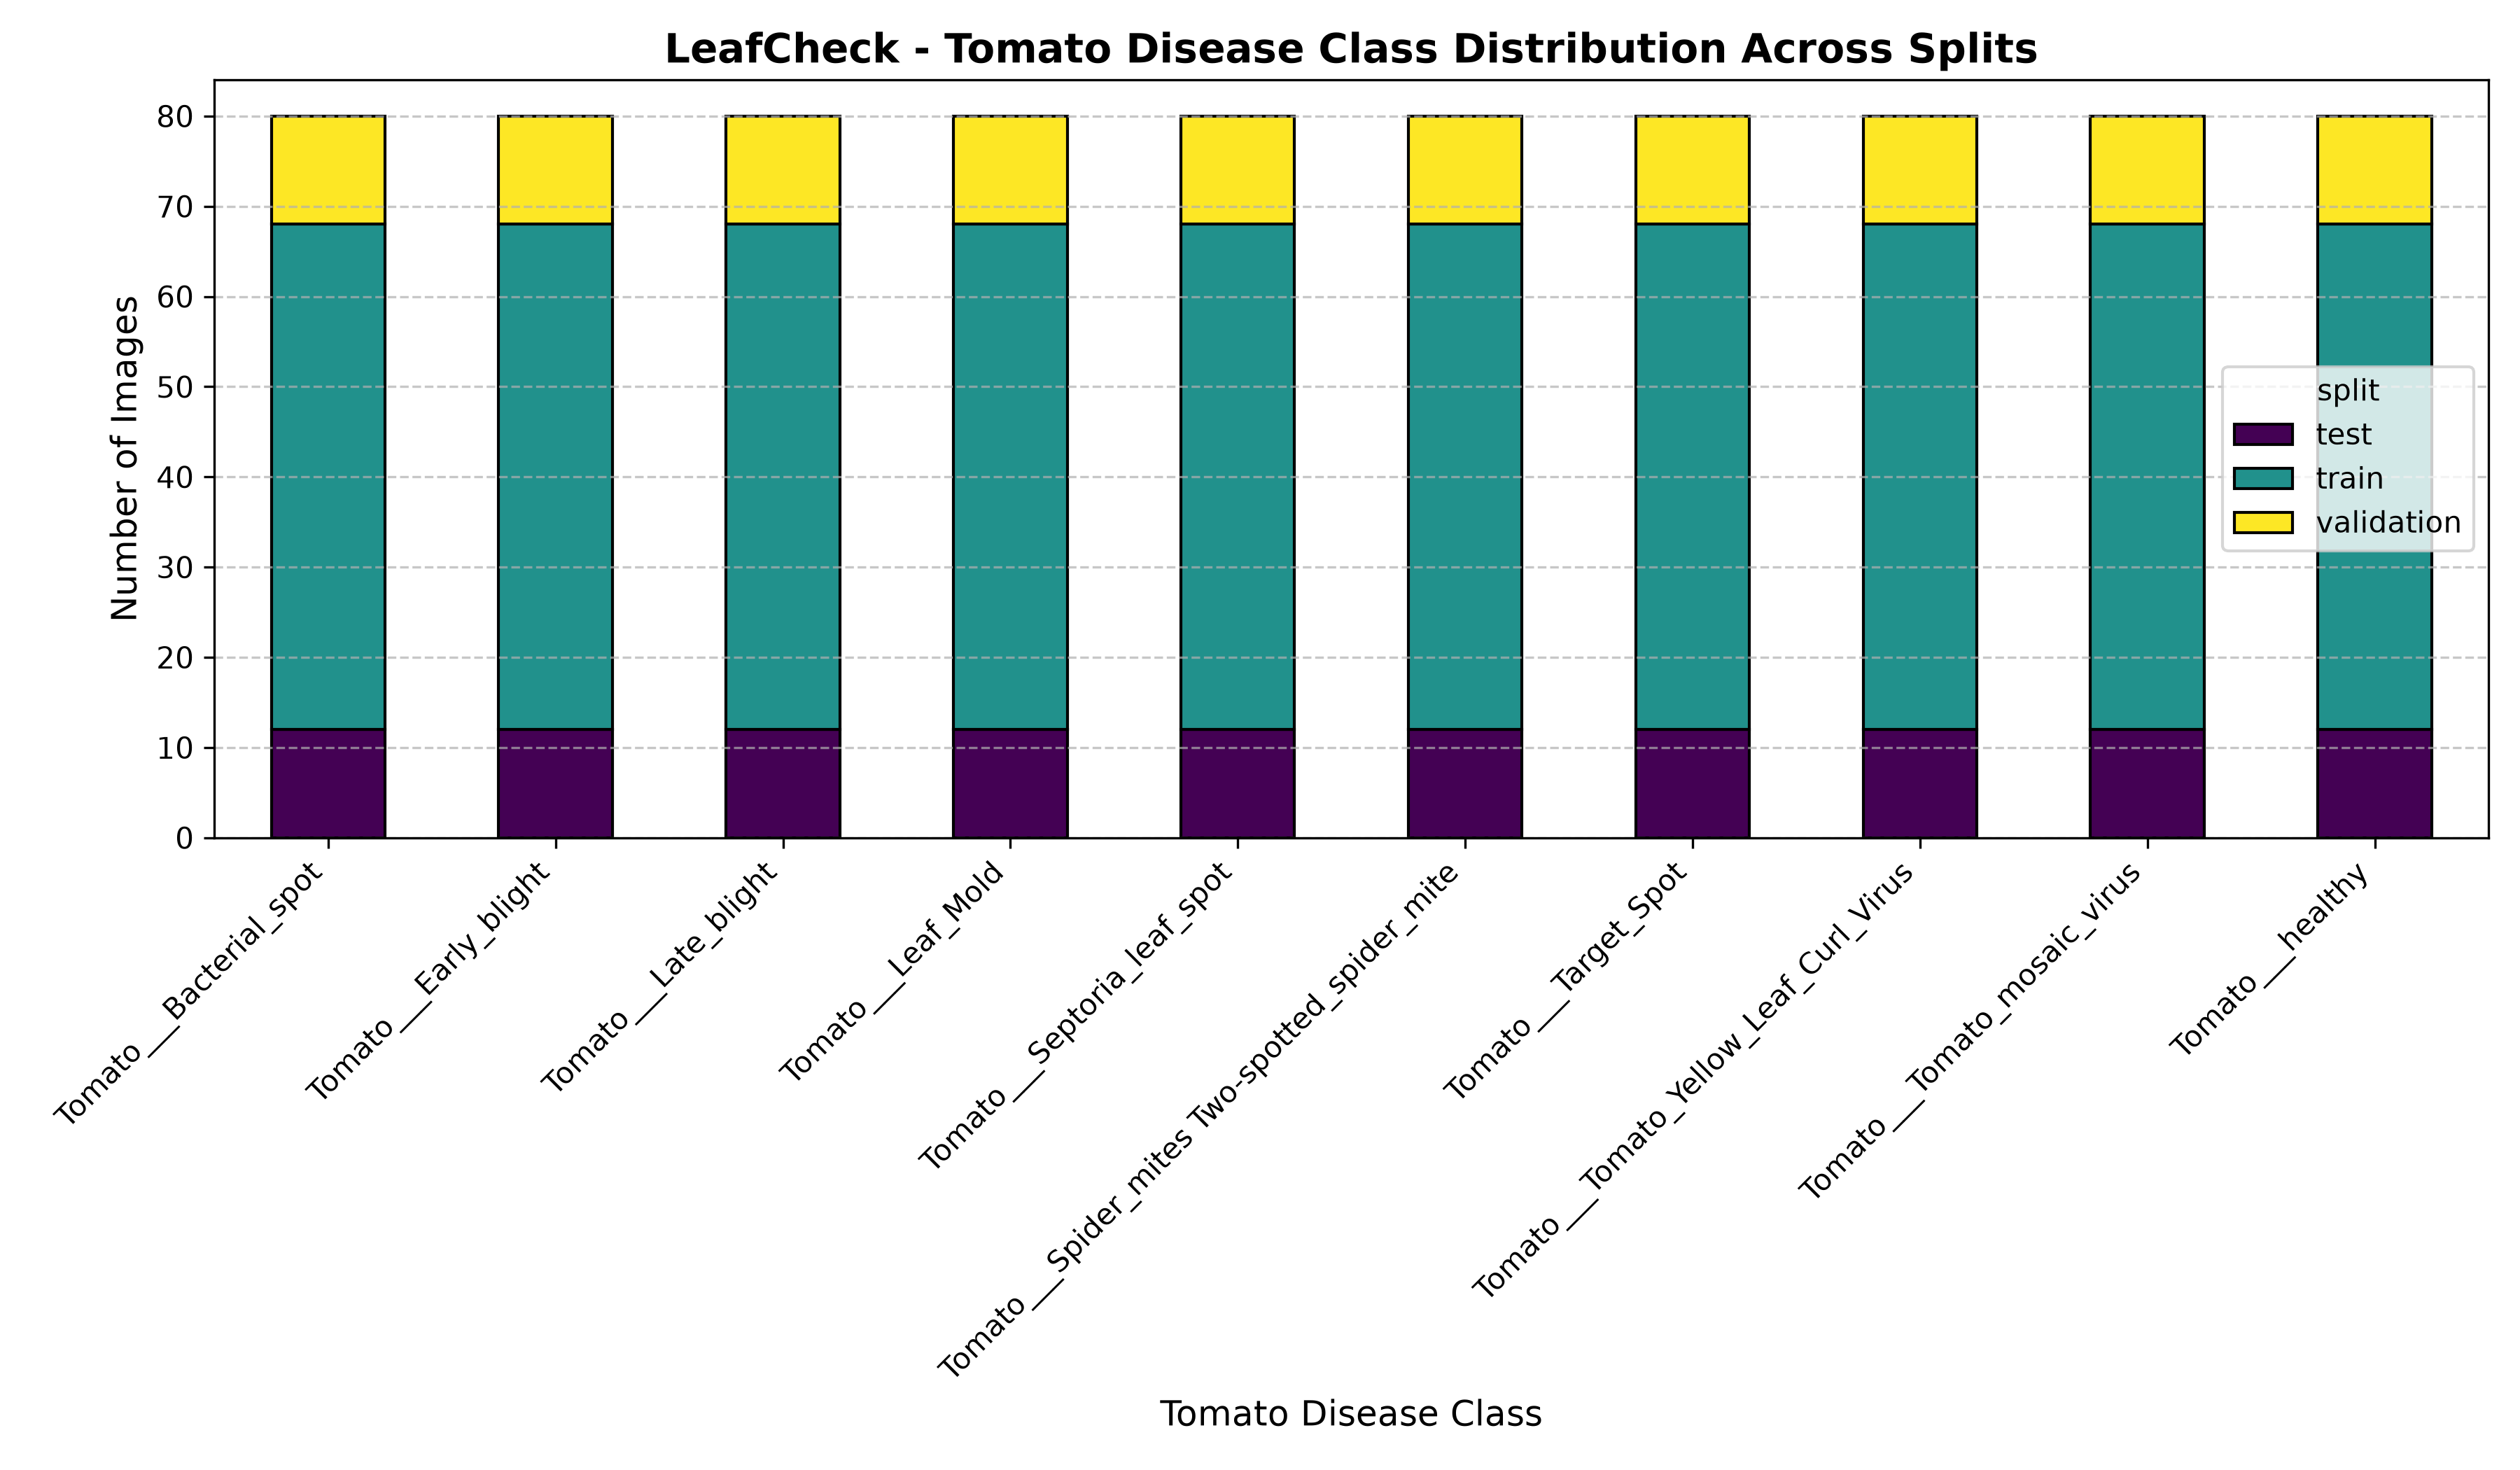 LeafCheck - Tomato Disease Class Distribution Across Splits
Number of Images
80
70
60
50
40
30
20
10
0
split
test
train
validation
Tomato___Bacterial_spot
Tomato___Early_blight
Tomato___Late_blight
Tomato___Leaf_Mold
Tomato___Septoria_leaf_spot
Tomato___Spider_mites Two-spotted_spider_mite
Tomato___Target_Spot
Tomato___Tomato_Yellow_Leaf_Curl_Virus
Tomato___Tomato_mosaic_virus
Tomato___healthy
Tomato Disease Class